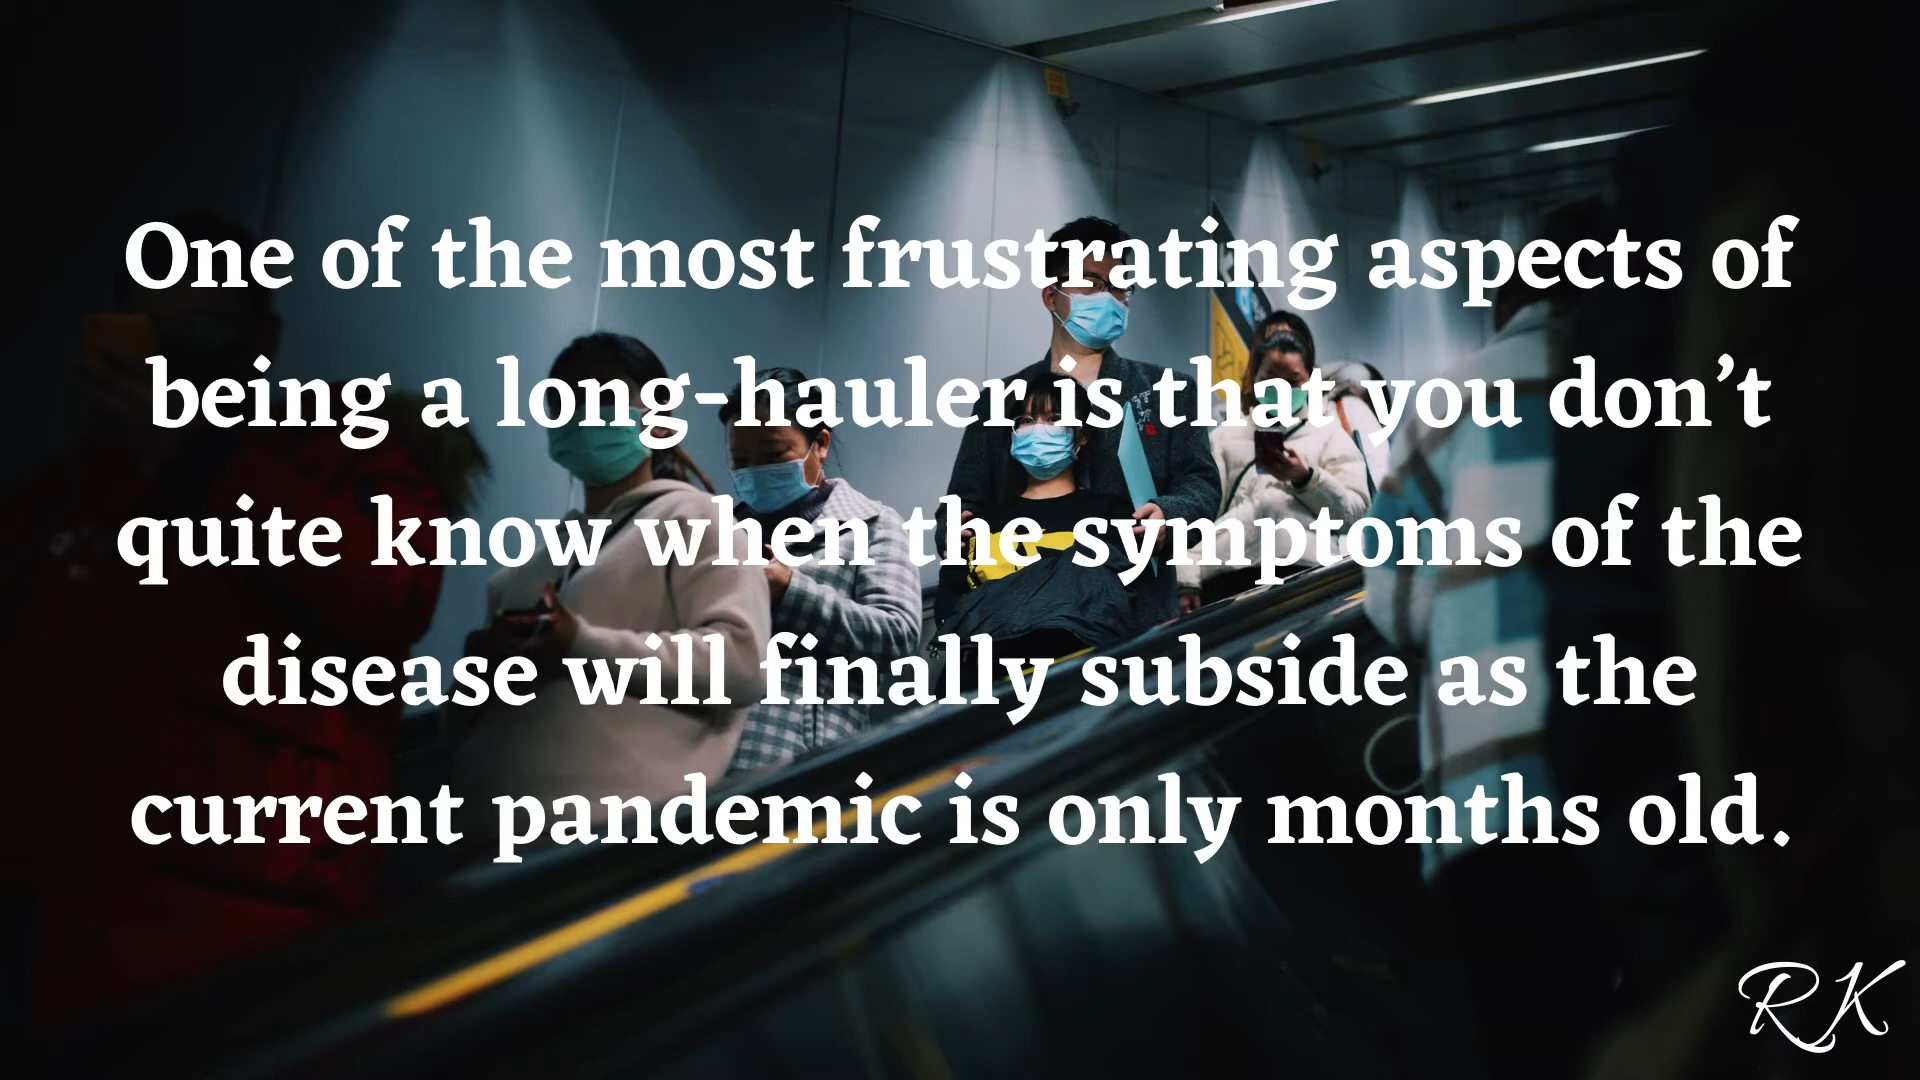 One of the most frustrating aspects of
being a long-hauler is that you don’t
quite know when the symptoms of the
disease will finally subside as the
current pandemic is only months old.
RK